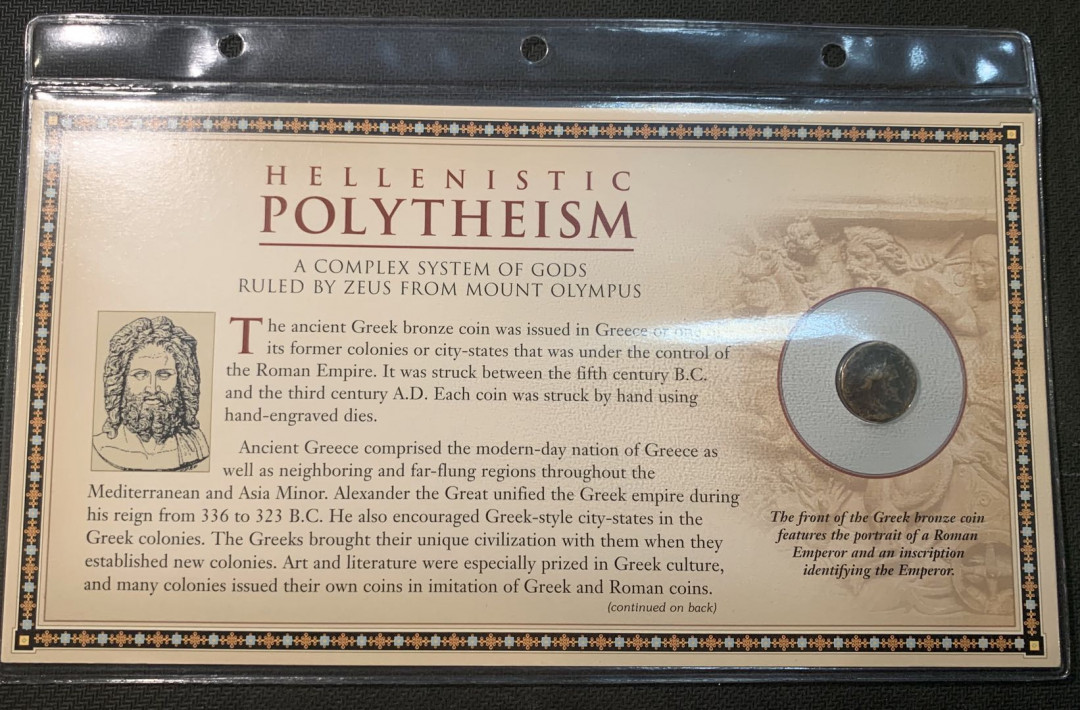 HELLENISTIC
POLYTHEISM
A COMPLEX SYSTEM OF GODS
RULED BY ZEUS FROM MOUNT OLYMPUS
The ancient Greek bronze coin was issued in Greece or one of
its former colonies or city-states that was under the control of
the Roman Empire. It was struck between the fifth century B.C.
and the third century A.D. Each coin was struck by hand using
hand-engraved dies.
Ancient Greece comprised the modern-day nation of Greece as
well as neighboring and far-flung regions throughout the
Mediterranean and Asia Minor. Alexander the Great unified the Greek empire during
his reign from 336 to 323 B.C. He also encouraged Greek-style city-states in the
Greek colonies. The Greeks brought their unique civilization with them when they
established new colonies. Art and literature were especially prized in Greek culture,
and many colonies issued their own coins in imitation of Greek and Roman coins.
(continued on back)
The front of the Greek bronze coin
features the portrait of a Roman
Emperor and an inscription
identifying the Emperor.